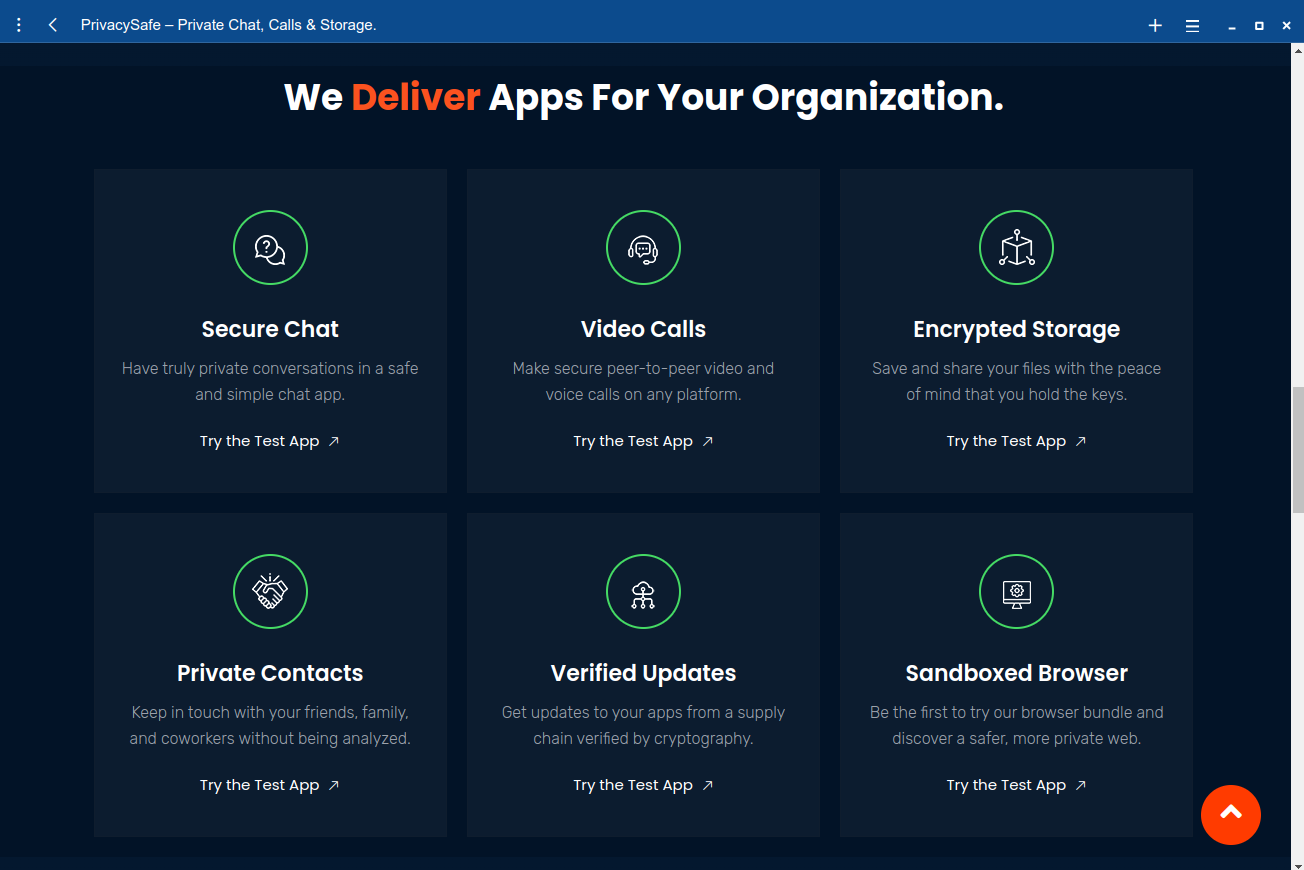 PrivacySafe – Private Chat, Calls & Storage.
We Deliver Apps For Your Organization.
Secure Chat
Have truly private conversations in a safe
and simple chat app.
Try the Test App
Video Calls
Make secure peer-to-peer video and
voice calls on any platform.
Try the Test App
Encrypted Storage
Save and share your files with the peace
of mind that you hold the keys.
Try the Test App
Private Contacts
Keep in touch with your friends, family,
and coworkers without being analyzed.
Try the Test App
Verified Updates
Get updates to your apps from a supply
chain verified by cryptography.
Try the Test App
Sandboxed Browser
Be the first to try our browser bundle and
discover a safer, more private web.
Try the Test App